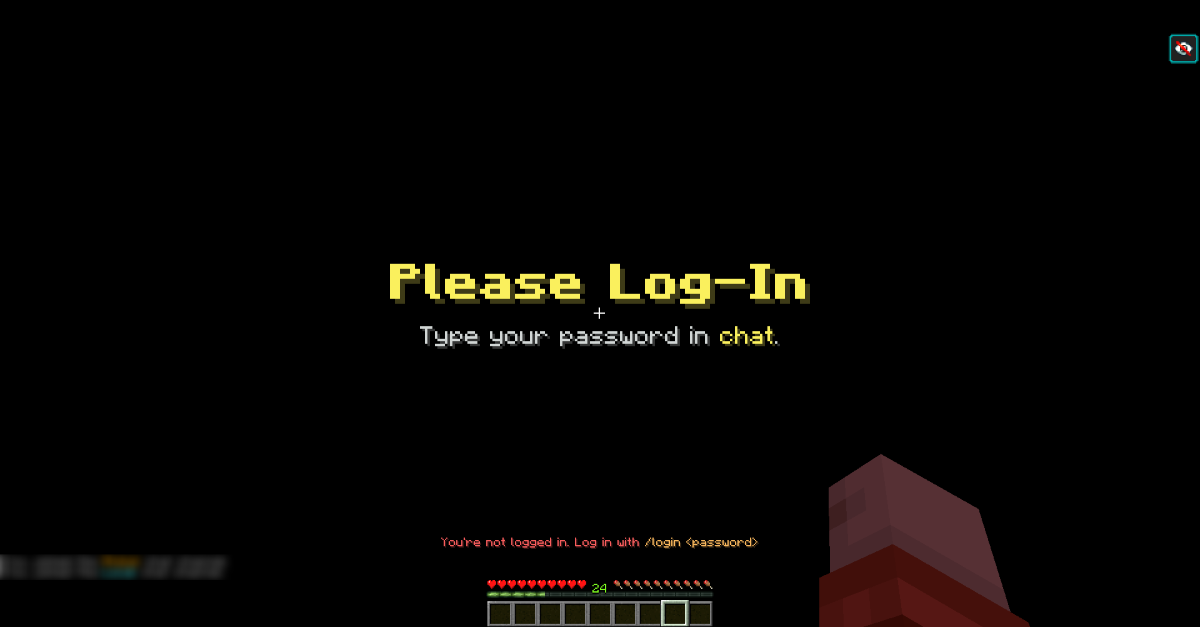 Please Log-In
Type your password in chat.
You're not logged in. Log in with /login <password>
24